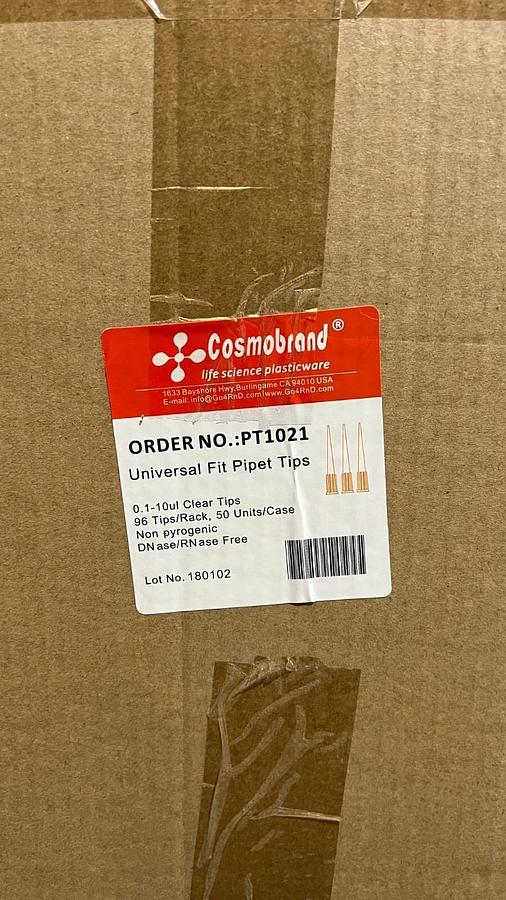 Cosmobrand®
life science plasticware
1633 Bayshore Hwy,Burlingame CA 94010 USA
E-mail: info@Go4RnD.com|www.Go4RnD.com
ORDER NO.:PT1021
Universal Fit Pipet Tips
0.1-10ul Clear Tips
96 Tips/Rack, 50 Units/Case
Non pyrogenic
DNase/RNase Free
Lot No. 180102